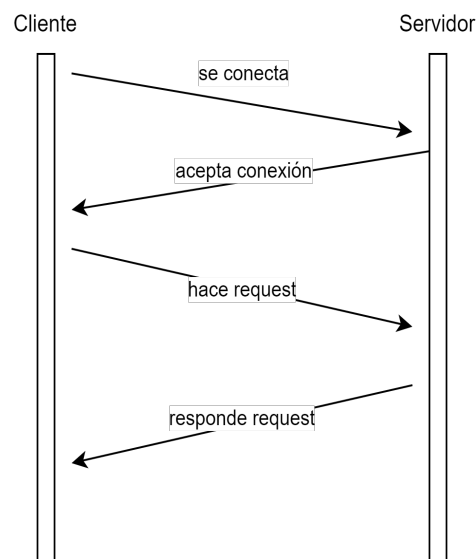 Cliente
Servidor
se conecta
acepta conexión
hace request
responde request